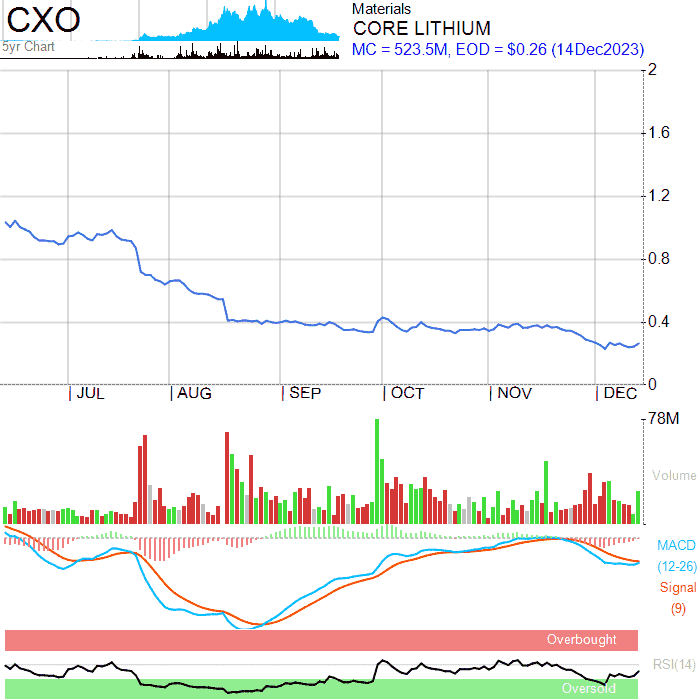 CXO
5yr Chart
Materials
CORE LITHIUM
MC = 523.5M, EOD = $0.26 (14Dec2023)
2
1.6
1.2
0.8
0.4
0
JUL AUG SEP OCT NOV DEC
78M
Volume
MACD
(12-26)
Signal
(9)
Overbought
RSI(14)
Oversold